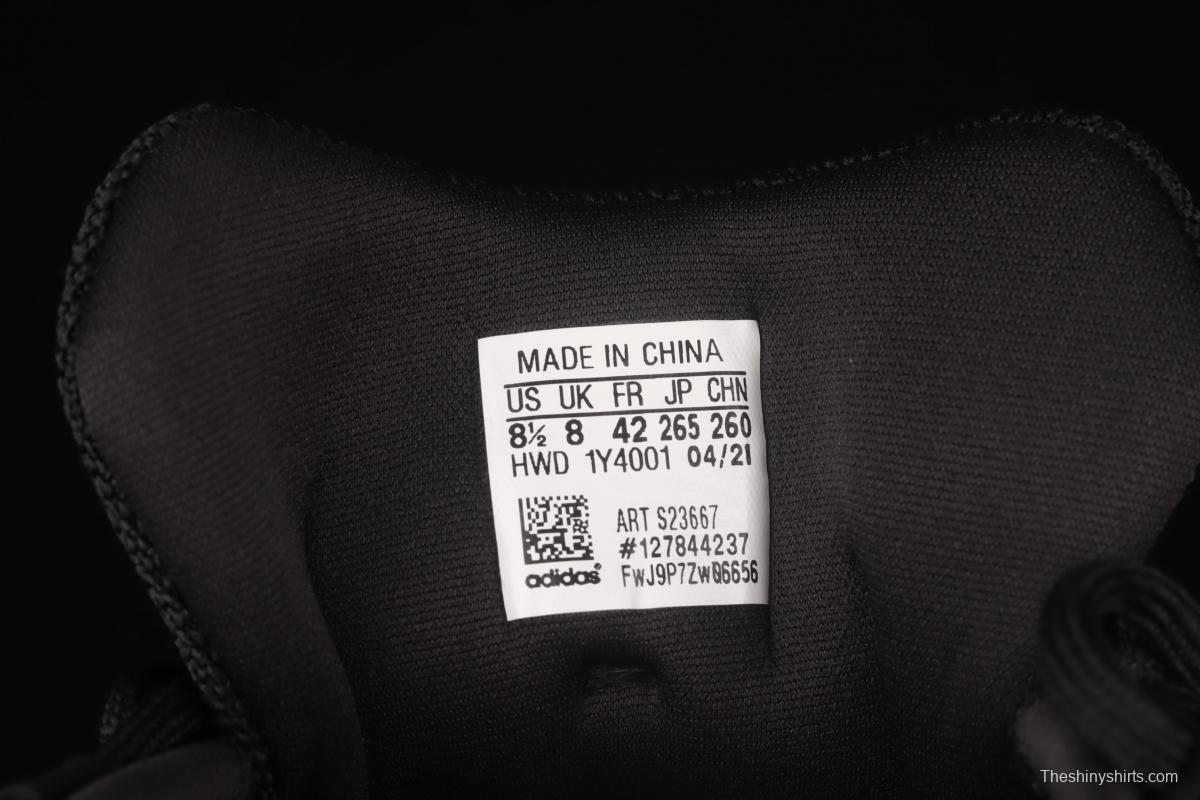 MADE IN CHINA
US UK FR JP CHN
8½ 8 42 265 260
HWD 1Y4001 04/21
ART S23667
#127844237
adidas® FwJ9P7Zw06656
Theshinyshirts.com